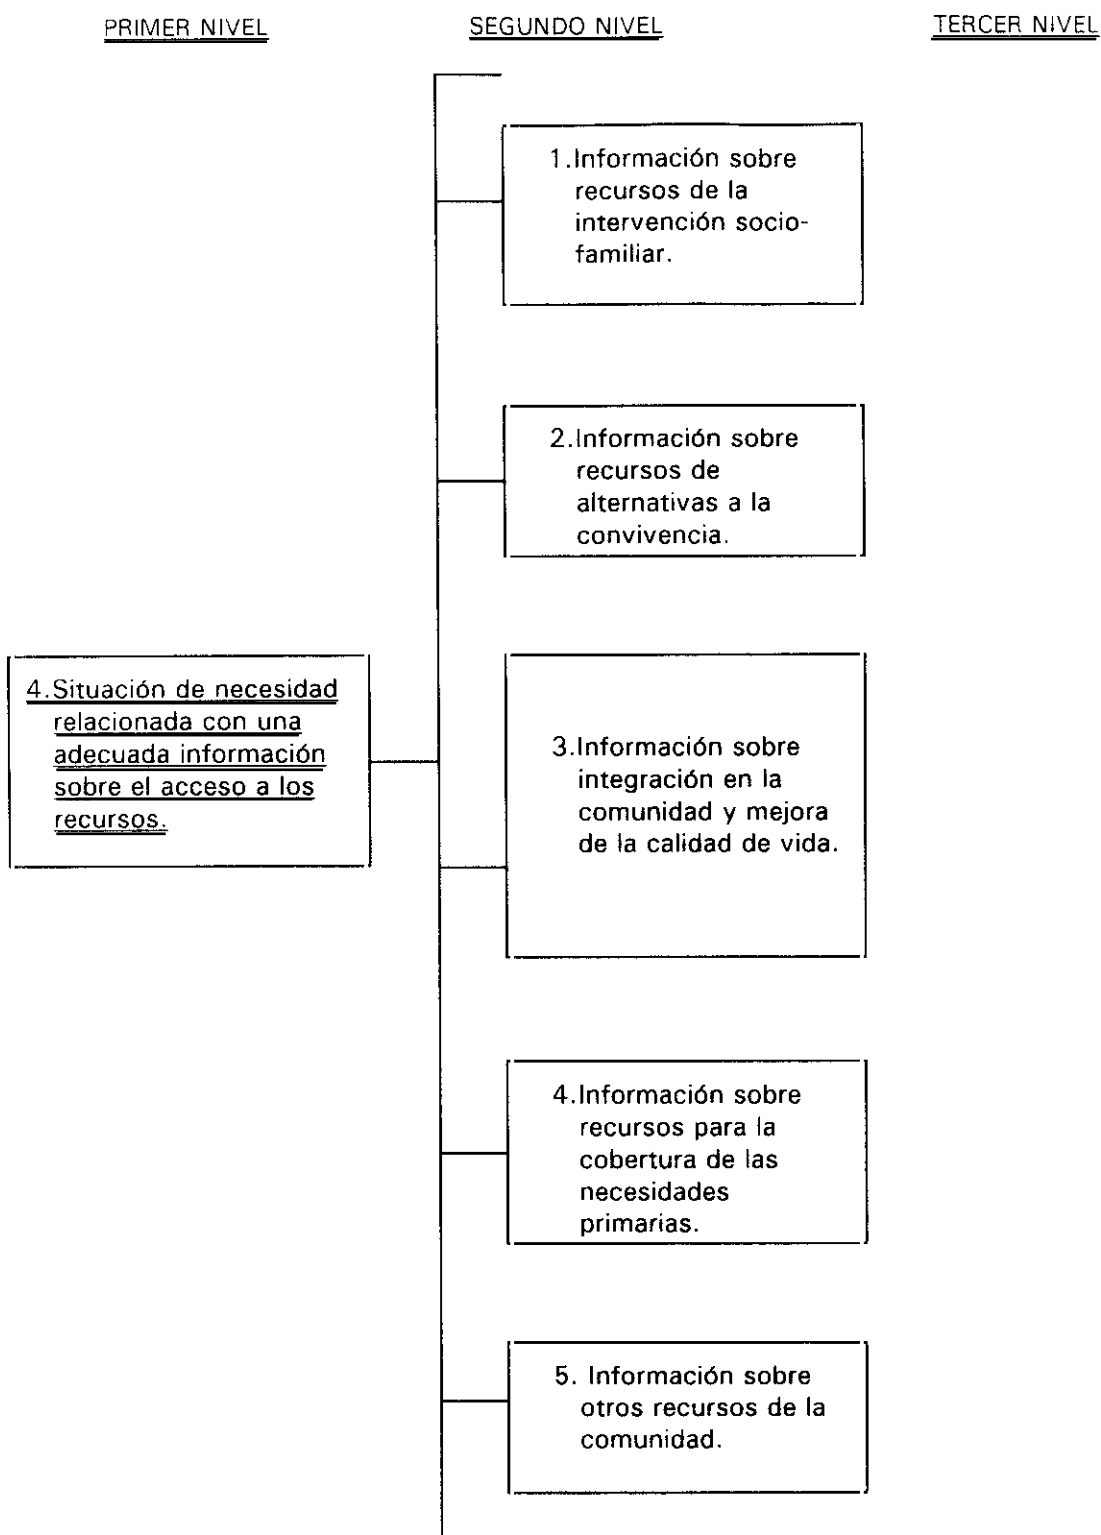 PRIMER NIVEL
SEGUNDO NIVEL
TERCER NIVEL
1.Información sobre
recursos de la
intervención socio-
familiar.
2.Información sobre
recursos de
alternativas a la
convivencia.
4.Situación de necesidad
relacionada con una
adecuada información
sobre el acceso a los
recursos.
3.Información sobre
integración en la
comunidad y mejora
de la calidad de vida.
4.Información sobre
recursos para la
cobertura de las
necesidades
primarias.
5. Información sobre
otros recursos de la
comunidad.